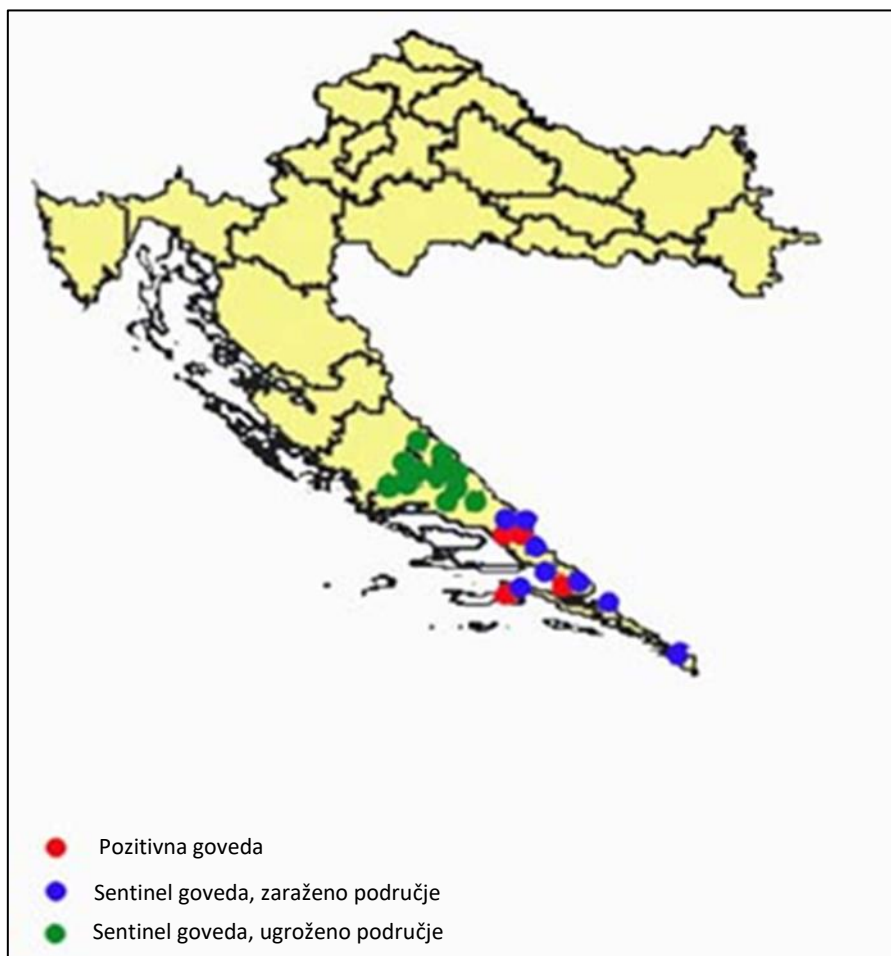 Pozitivna goveda
Sentinel goveda, zaraženo područje
Sentinel goveda, ugroženo područje